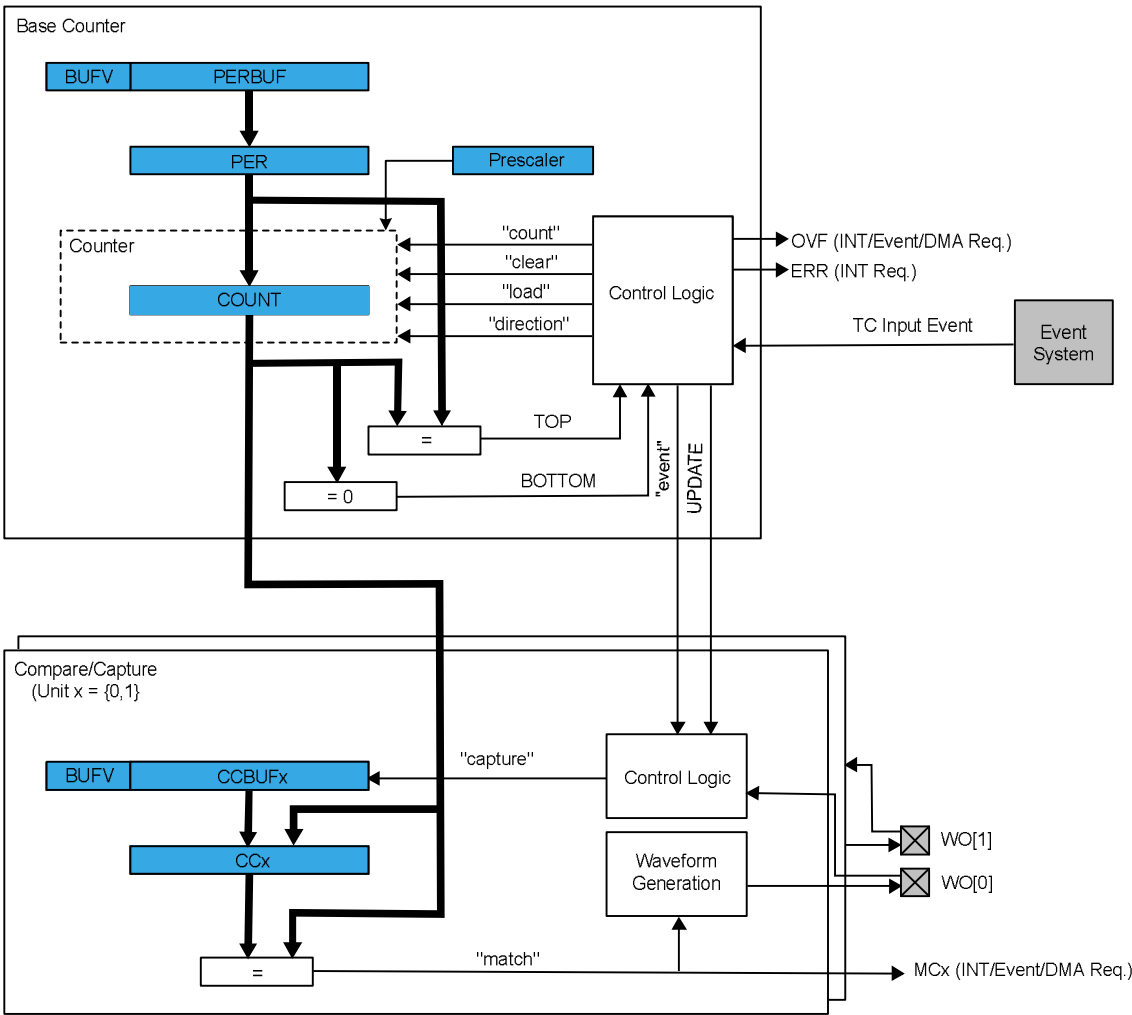 Base Counter
BUFV
PERBUF
PER
Prescaler
Counter
COUNT
"count"
"clear"
"load"
"direction"
Control Logic
OVF (INT/Event/DMA Req.)
ERR (INT Req.)
TC Input Event
Event
System
=
TOP
= 0
BOTTOM
"event"
UPDATE
Compare/Capture
(Unit x = {0,1}
BUFV
CCBUFx
"capture"
Control Logic
CCx
Waveform
Generation
WO[1]
WO[0]
=
"match"
MCx (INT/Event/DMA Req.)